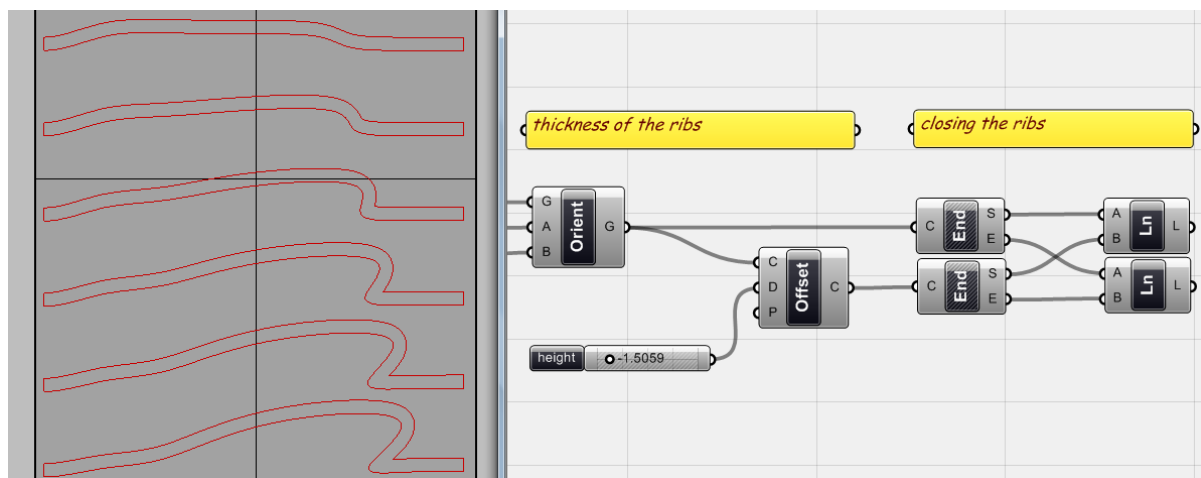 thickness of the ribs
closing the ribs
G
A
B
Orient
G
C
D
P
Offset
C
height
-1.5059
C
End
S
E
C
End
S
E
A
B
Ln
L
A
B
Ln
L